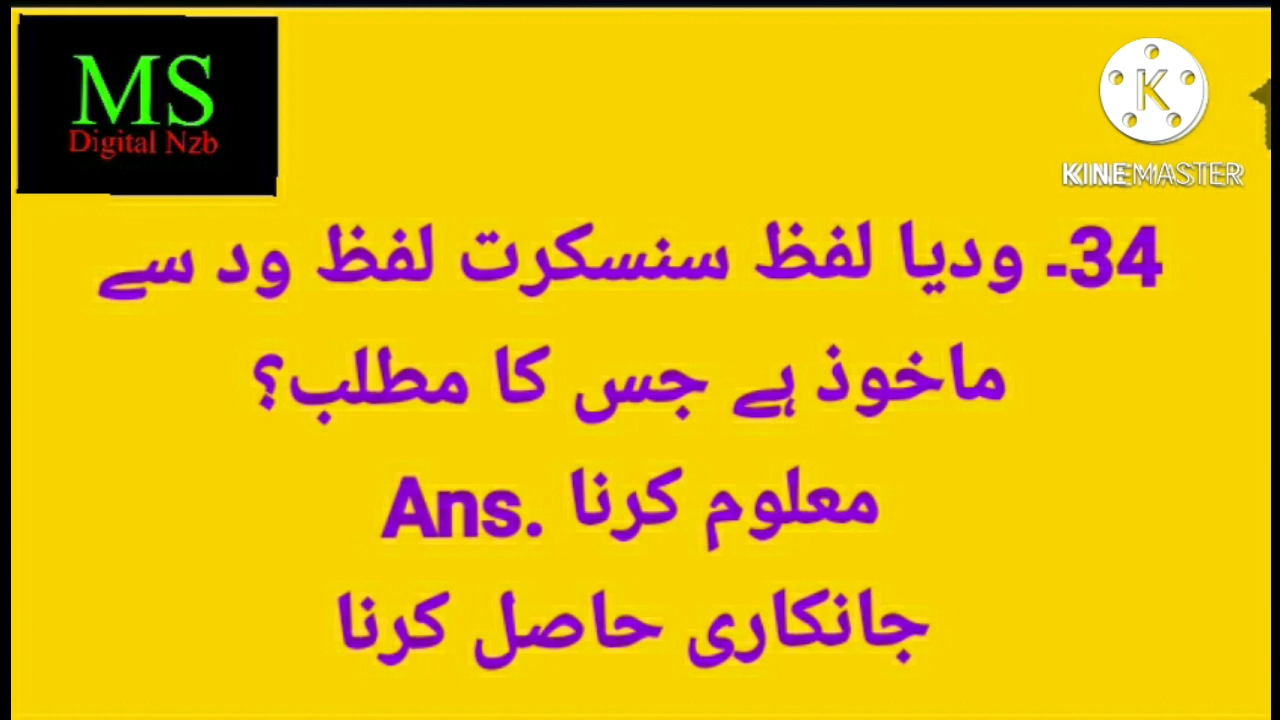 MS
Digital Nzb
K
KINEMASTER
34- ودیا لفظ سنسکرت لفظ ود سے
ماخوذ ہے جس کا مطلب؟
معلوم کرنا .Ans
جانکاری حاصل کرنا